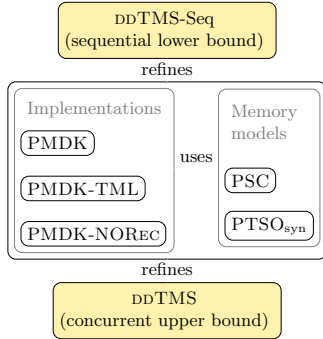 DDTMS-SEQ
(sequential lower bound)
refines
Implementations
PMDK
PMDK-TML
PMDK-NOREC
uses
Memory
models
PSC
PTSOsyn
refines
DDTMS
(concurrent upper bound)